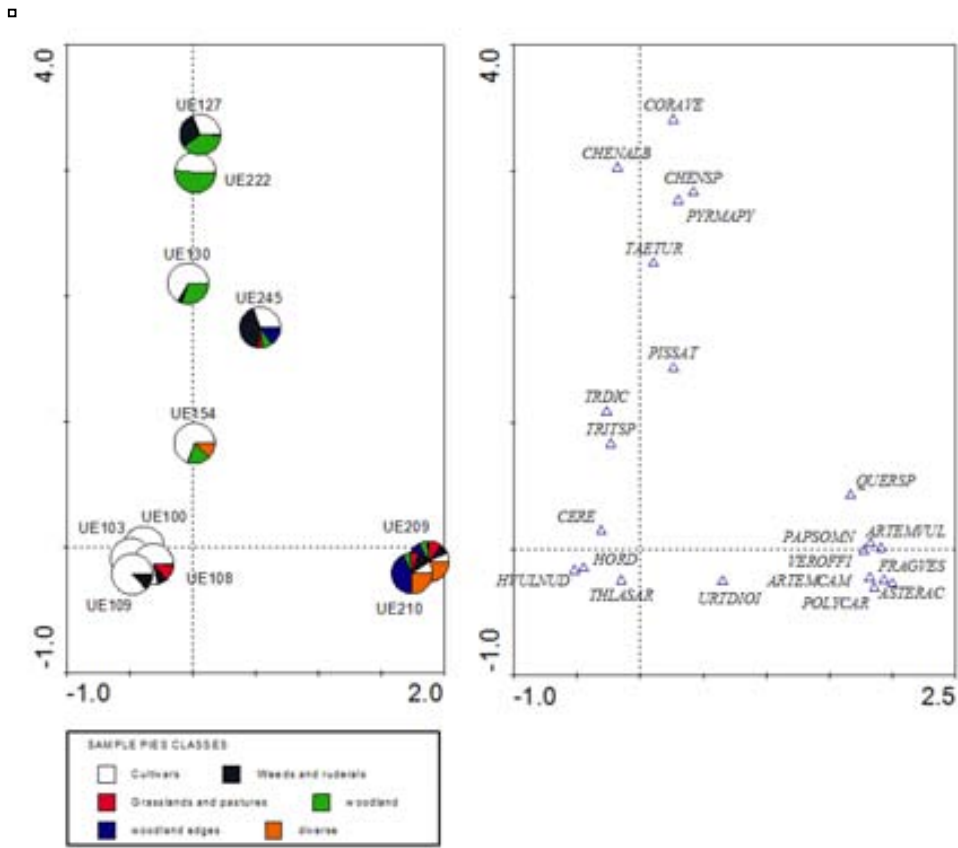 4.0
UE127
UE222
UE130
UE245
UE154
UE103
UE100
UE108
UE109
UE209
UE210
-1.0
-1.0
2.0
4.0
CORAVE
CHENALB
CHENSP
PYRMAPY
TAETUR
PISSAT
TRDIC
TRITSP
QUERSP
CERE
PAPSOMN
ARTEMVUL
HORD
VEROFFI
FRAGVES
HVULNUD
THLASAR
URTDIOI
ARTEMCAM
ASTERAC
POLYCAR
-1.0
-1.0
2.5
SAMPLE PIES CLASSES
Cultivars
Weeds and ruderals
Grasslands and pastures
woodland
woodland edges
diverse